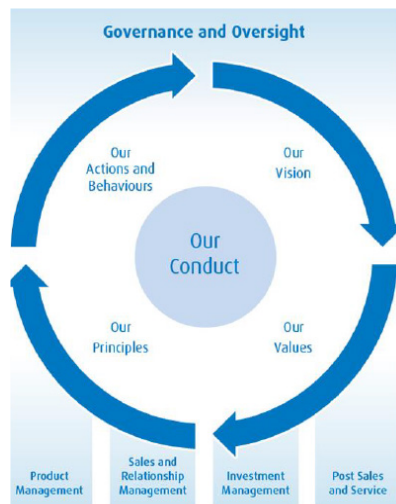 Governance and Oversight
Our
Actions and
Behaviours
Our
Vision
Our
Conduct
Our
Principles
Our
Values
Product
Management
Sales and
Relationship
Management
Investment
Management
Post Sales
and Service